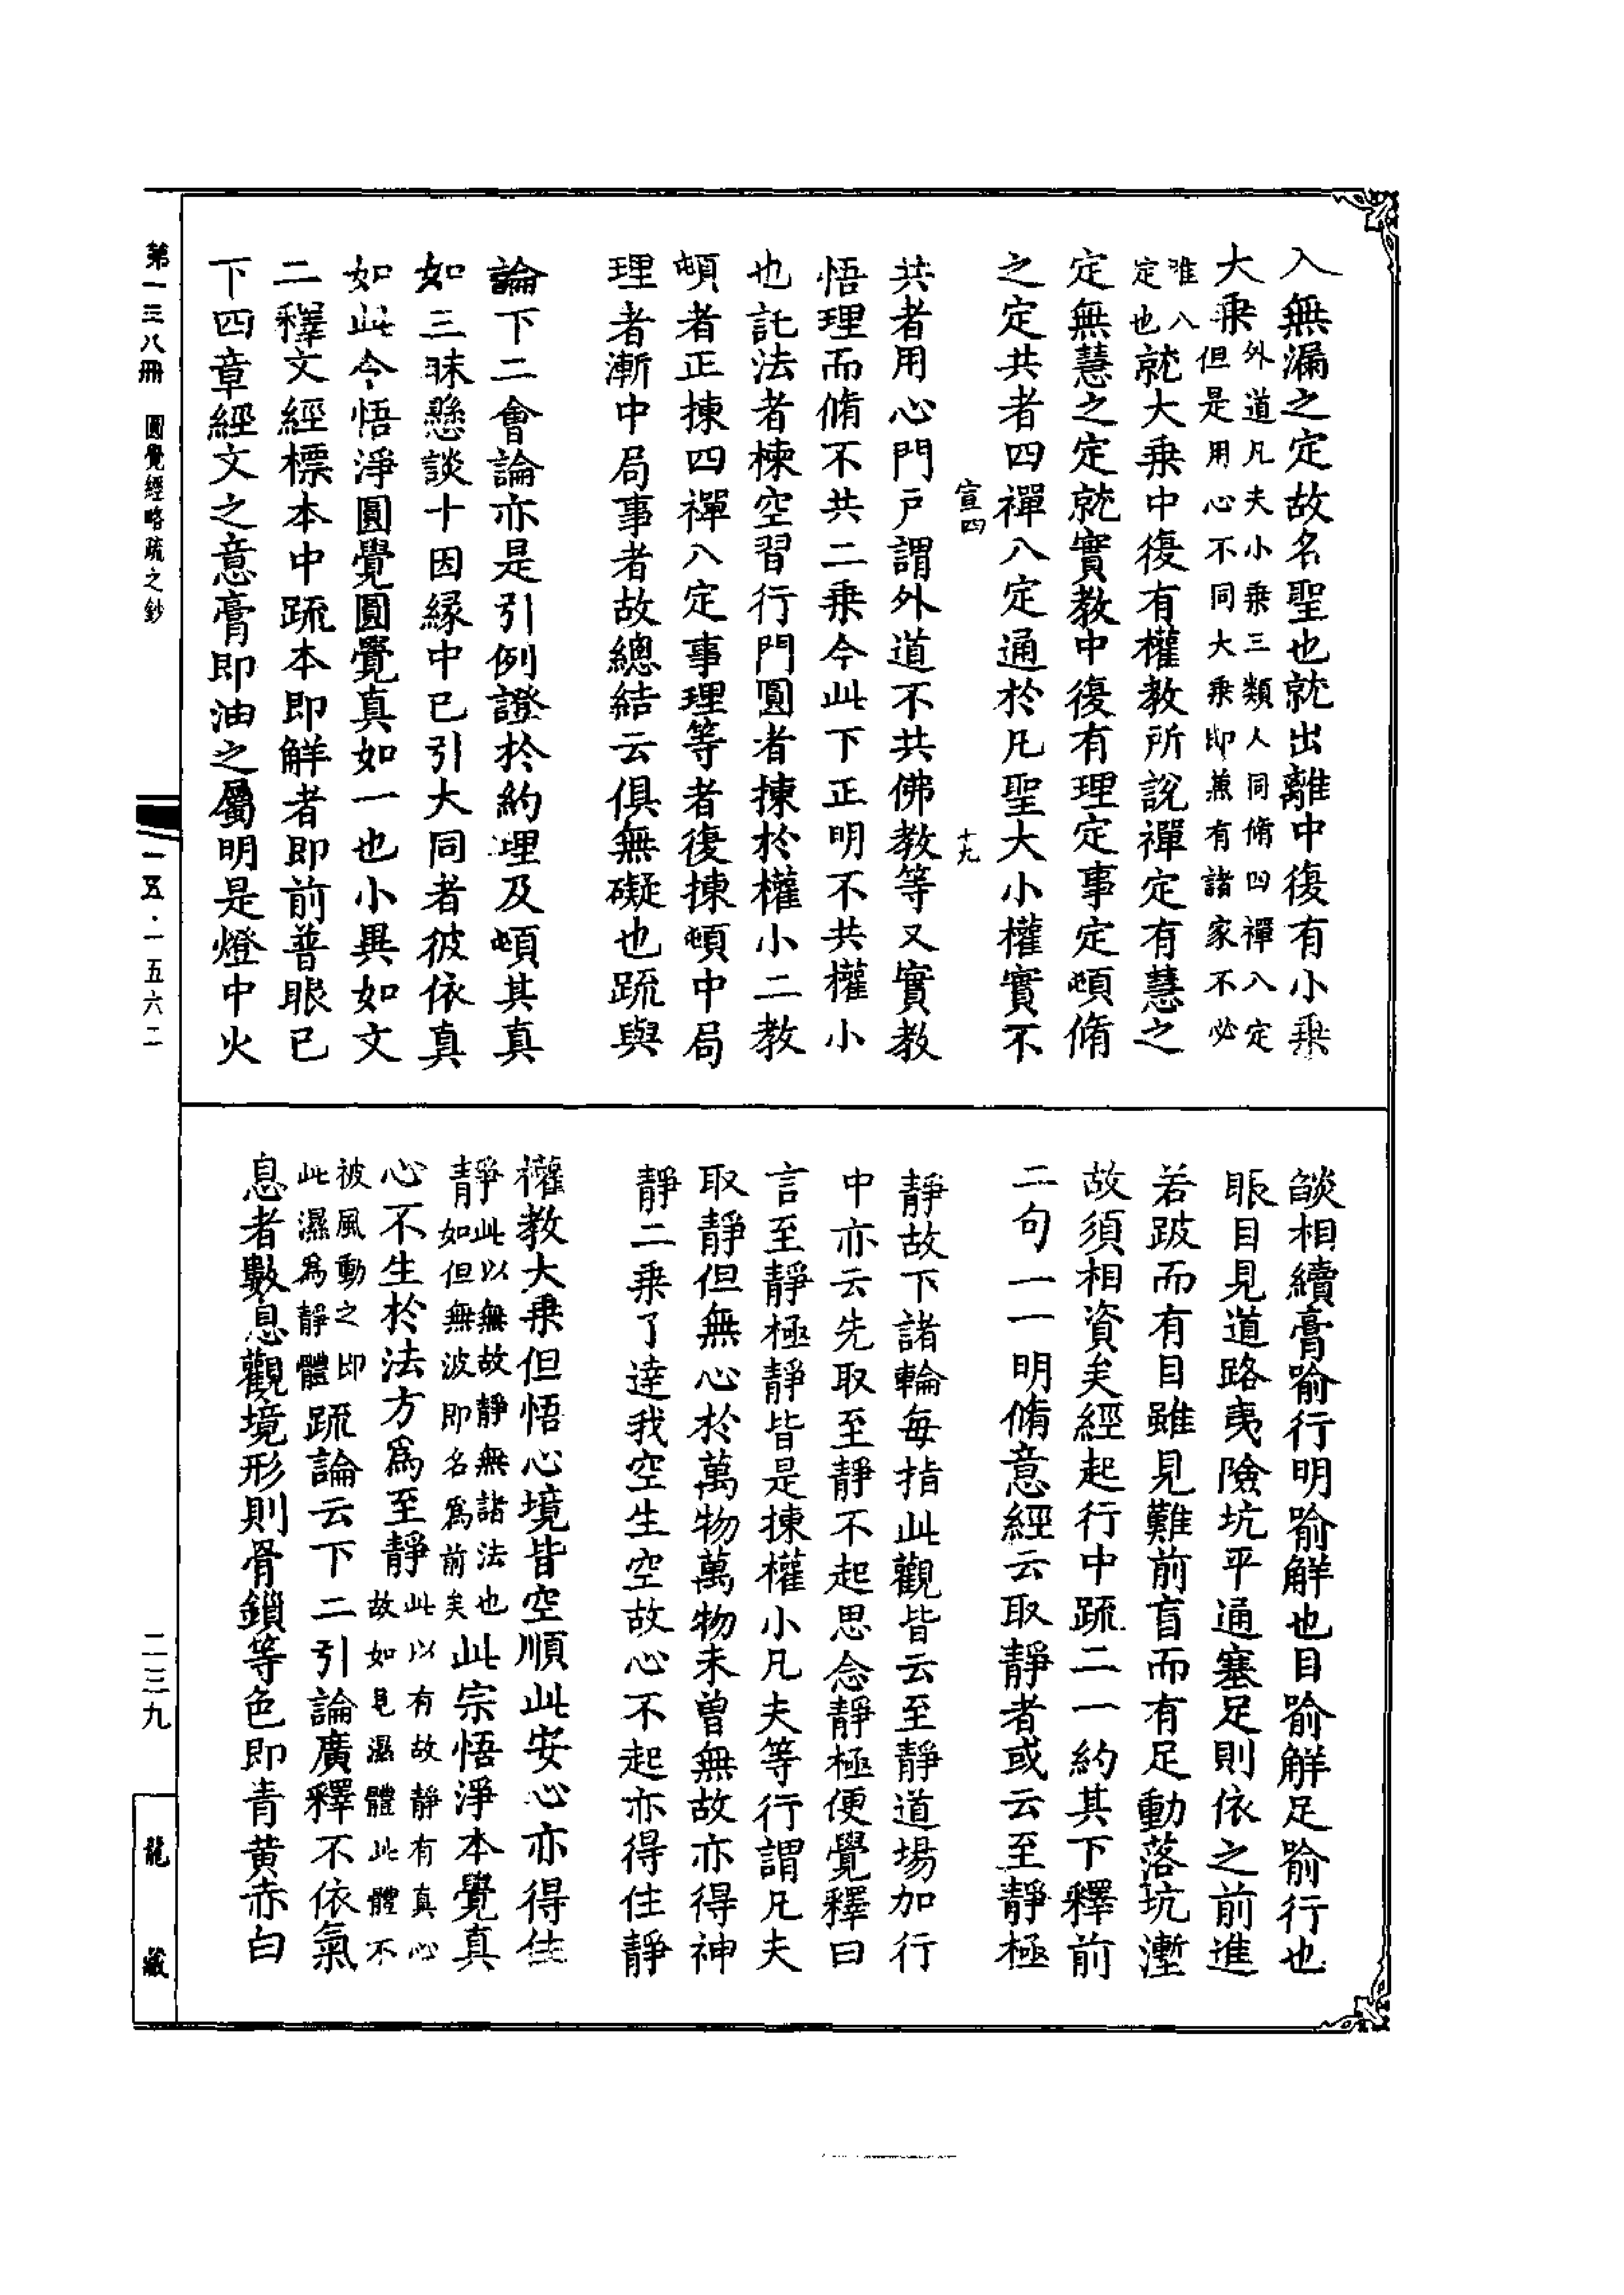 入無漏之定故名聖也就出離中復有小乗
大乗外道凡夫小乗三類人同脩四禪八定但是用心不同大乗即兼有諸家不必
唯八定也就大乗中復有權教所説禪定有慧之
定無慧之定就實教中復有理定事定頓脩
之定共者四禪八定通於凡聖大小權實不
宣四 十九
共者用心門戸謂外道不共佛教等又實教
悟理而脩不共二乗今此下正明不共權小
也託法者楝空習行門圓者揀於權小二教
頓者正揀四禪八定事理等者復揀頓中局
理者漸中局事者故總結云俱無礙也䟽與
論下二會論亦是引例證於約理及頓其真
如三昧懸談十因縁中已引大同者彼依真
如此今悟淨圓覺圓覺真如一也小異如文
二釋文經標本中䟽本即解者即前普眼已
下四章經文之意膏即油之屬明是燈中火
燄相續膏喻行明喻解也目喻解足喻行也
眼目見道路夷險坑平通塞足則依之前進
若跛而有目雖見難前盲而有足動落坑壍
故須相資矣經起行中䟽二一約其下釋前
二句一一明脩意經云取靜者或云至靜極
靜故下諸輪每指此觀皆云至靜道場加行
中亦云先取至靜不起思念靜極便覺釋曰
言至靜極靜皆是揀權小凡夫等行謂凡夫
取靜但無心於萬物萬物未曽無故亦得神
靜二乗了達我空生空故心不起亦得住靜
權教大乗但悟心境皆空順此安心亦得住
靜此以無故靜無諸法也如但無波即名爲前矣此宗悟淨本覺真
心不生於法方爲至靜此以有故靜有真心故如見濕體此體不
被風動之即此濕爲靜體䟽論云下二引論廣釋不依氣
息者數息觀境形則骨鎖等色即青黄赤白
第一三八冊 圓覺經略疏之鈔
一五·一五六二
二三九
龍藏